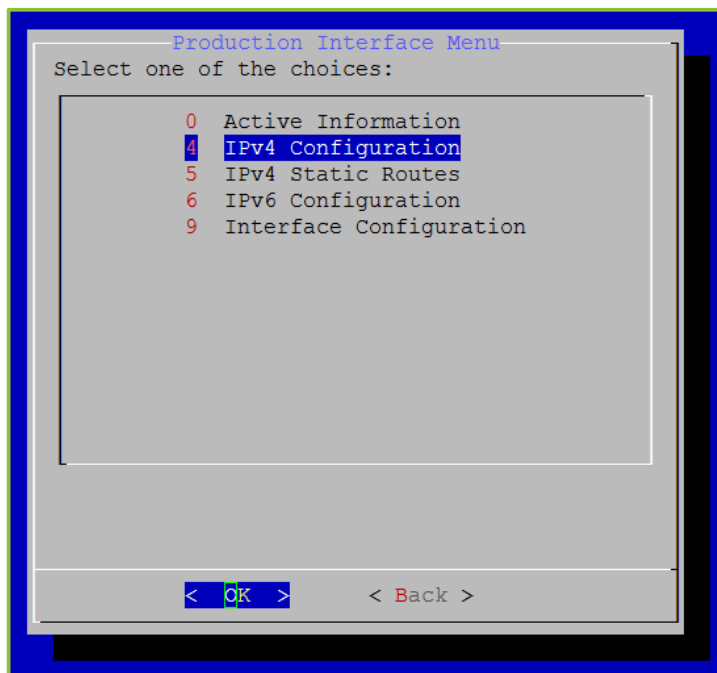 Production Interface Menu
Select one of the choices:
0 Active Information
4 IPv4 Configuration
5 IPv4 Static Routes
6 IPv6 Configuration
9 Interface Configuration
< OK > < Back >